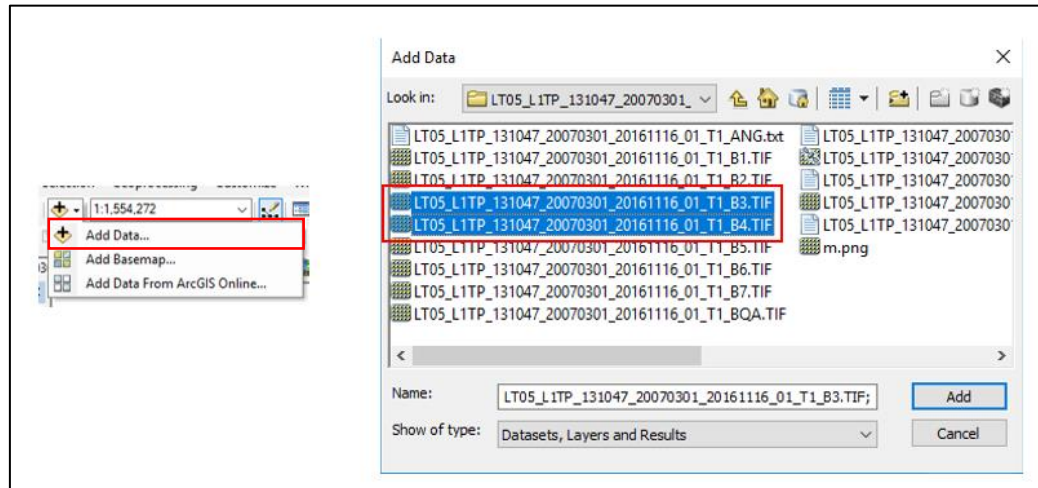 1:1,554,272
Add Data...
Add Basemap...
Add Data From ArcGIS Online...
Add Data
Look in:
LT05_L1TP_131047_20070301_
LT05_L1TP_131047_20070301_20161116_01_T1_ANG.txt
LT05_L1TP_131047_20070301_20161116_01_T1_B1.TIF
LT05_L1TP_131047_20070301_20161116_01_T1_B2.TIF
LT05_L1TP_131047_20070301_20161116_01_T1_B3.TIF
LT05_L1TP_131047_20070301_20161116_01_T1_B4.TIF
LT05_L1TP_131047_20070301_20161116_01_T1_B5.TIF
LT05_L1TP_131047_20070301_20161116_01_T1_B6.TIF
LT05_L1TP_131047_20070301_20161116_01_T1_B7.TIF
LT05_L1TP_131047_20070301_20161116_01_T1_BQA.TIF
LT05_L1TP_131047_2007030
LT05_L1TP_131047_2007030
LT05_L1TP_131047_2007030
LT05_L1TP_131047_2007030
LT05_L1TP_131047_2007030
m.png
Name:
LT05_L1TP_131047_20070301_20161116_01_T1_B3.TIF;
Add
Show of type:
Datasets, Layers and Results
Cancel